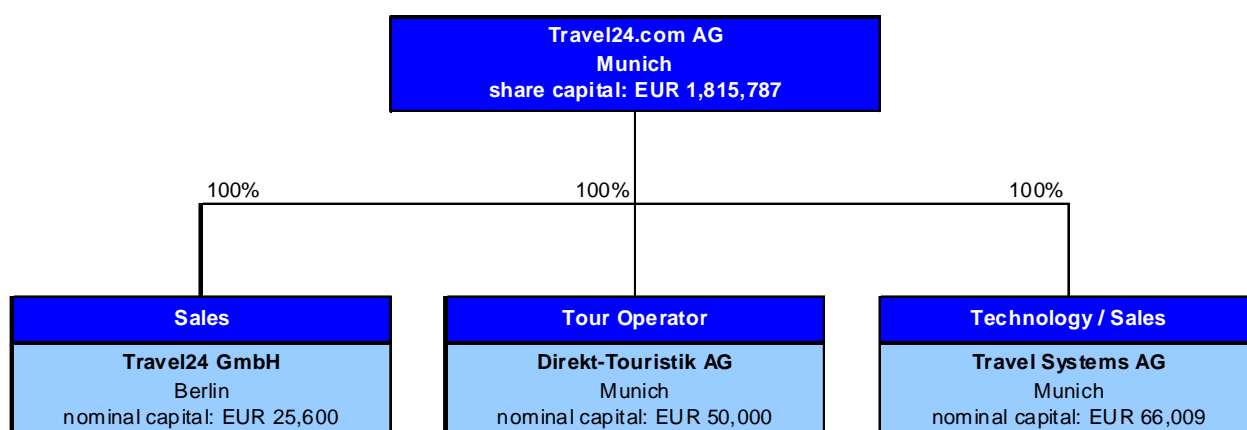 Travel24.com AG
Munich
share capital: EUR 1,815,787
100%
100%
100%
Sales
Travel24 GmbH
Berlin
nominal capital: EUR 25,600
Tour Operator
Direkt-Touristik AG
Munich
nominal capital: EUR 50,000
Technology / Sales
Travel Systems AG
Munich
nominal capital: EUR 66,009